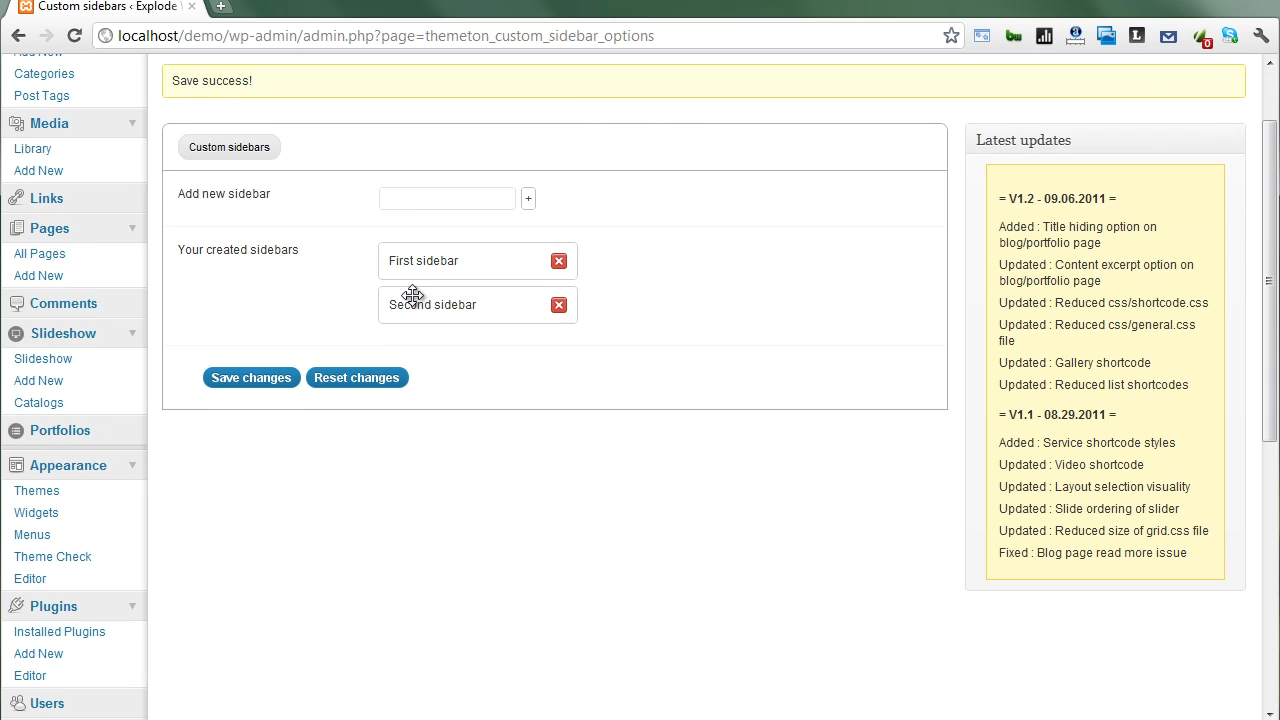 Custom sidebars ‹ Explode
localhost/demo/wp-admin/admin.php?page=themeton_custom_sidebar_options
bw
L
0
Categories
Post Tags
Media
Library
Add New
Links
Pages
All Pages
Add New
Comments
Slideshow
Slideshow
Add New
Catalogs
Portfolios
Appearance
Themes
Widgets
Menus
Theme Check
Editor
Plugins
Installed Plugins
Add New
Editor
Users
Save success!
Custom sidebars
Add new sidebar
+
Your created sidebars
First sidebar
Second sidebar
Save changes
Reset changes
Latest updates
= V1.2 - 09.06.2011 =
Added : Title hiding option on
blog/portfolio page
Updated : Content excerpt option on
blog/portfolio page
Updated : Reduced css/shortcode.css
Updated : Reduced css/general.css
file
Updated : Gallery shortcode
Updated : Reduced list shortcodes
= V1.1 - 08.29.2011 =
Added : Service shortcode styles
Updated : Video shortcode
Updated : Layout selection visuality
Updated : Slide ordering of slider
Updated : Reduced size of grid.css file
Fixed : Blog page read more issue